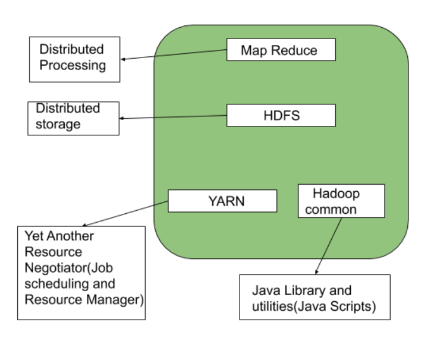 Distributed
Processing
Map Reduce
Distributed
storage
HDFS
YARN
Hadoop
common
Yet Another
Resource
Negotiator(Job
scheduling and
Resource Manager)
Java Library and
utilities(Java Scripts)